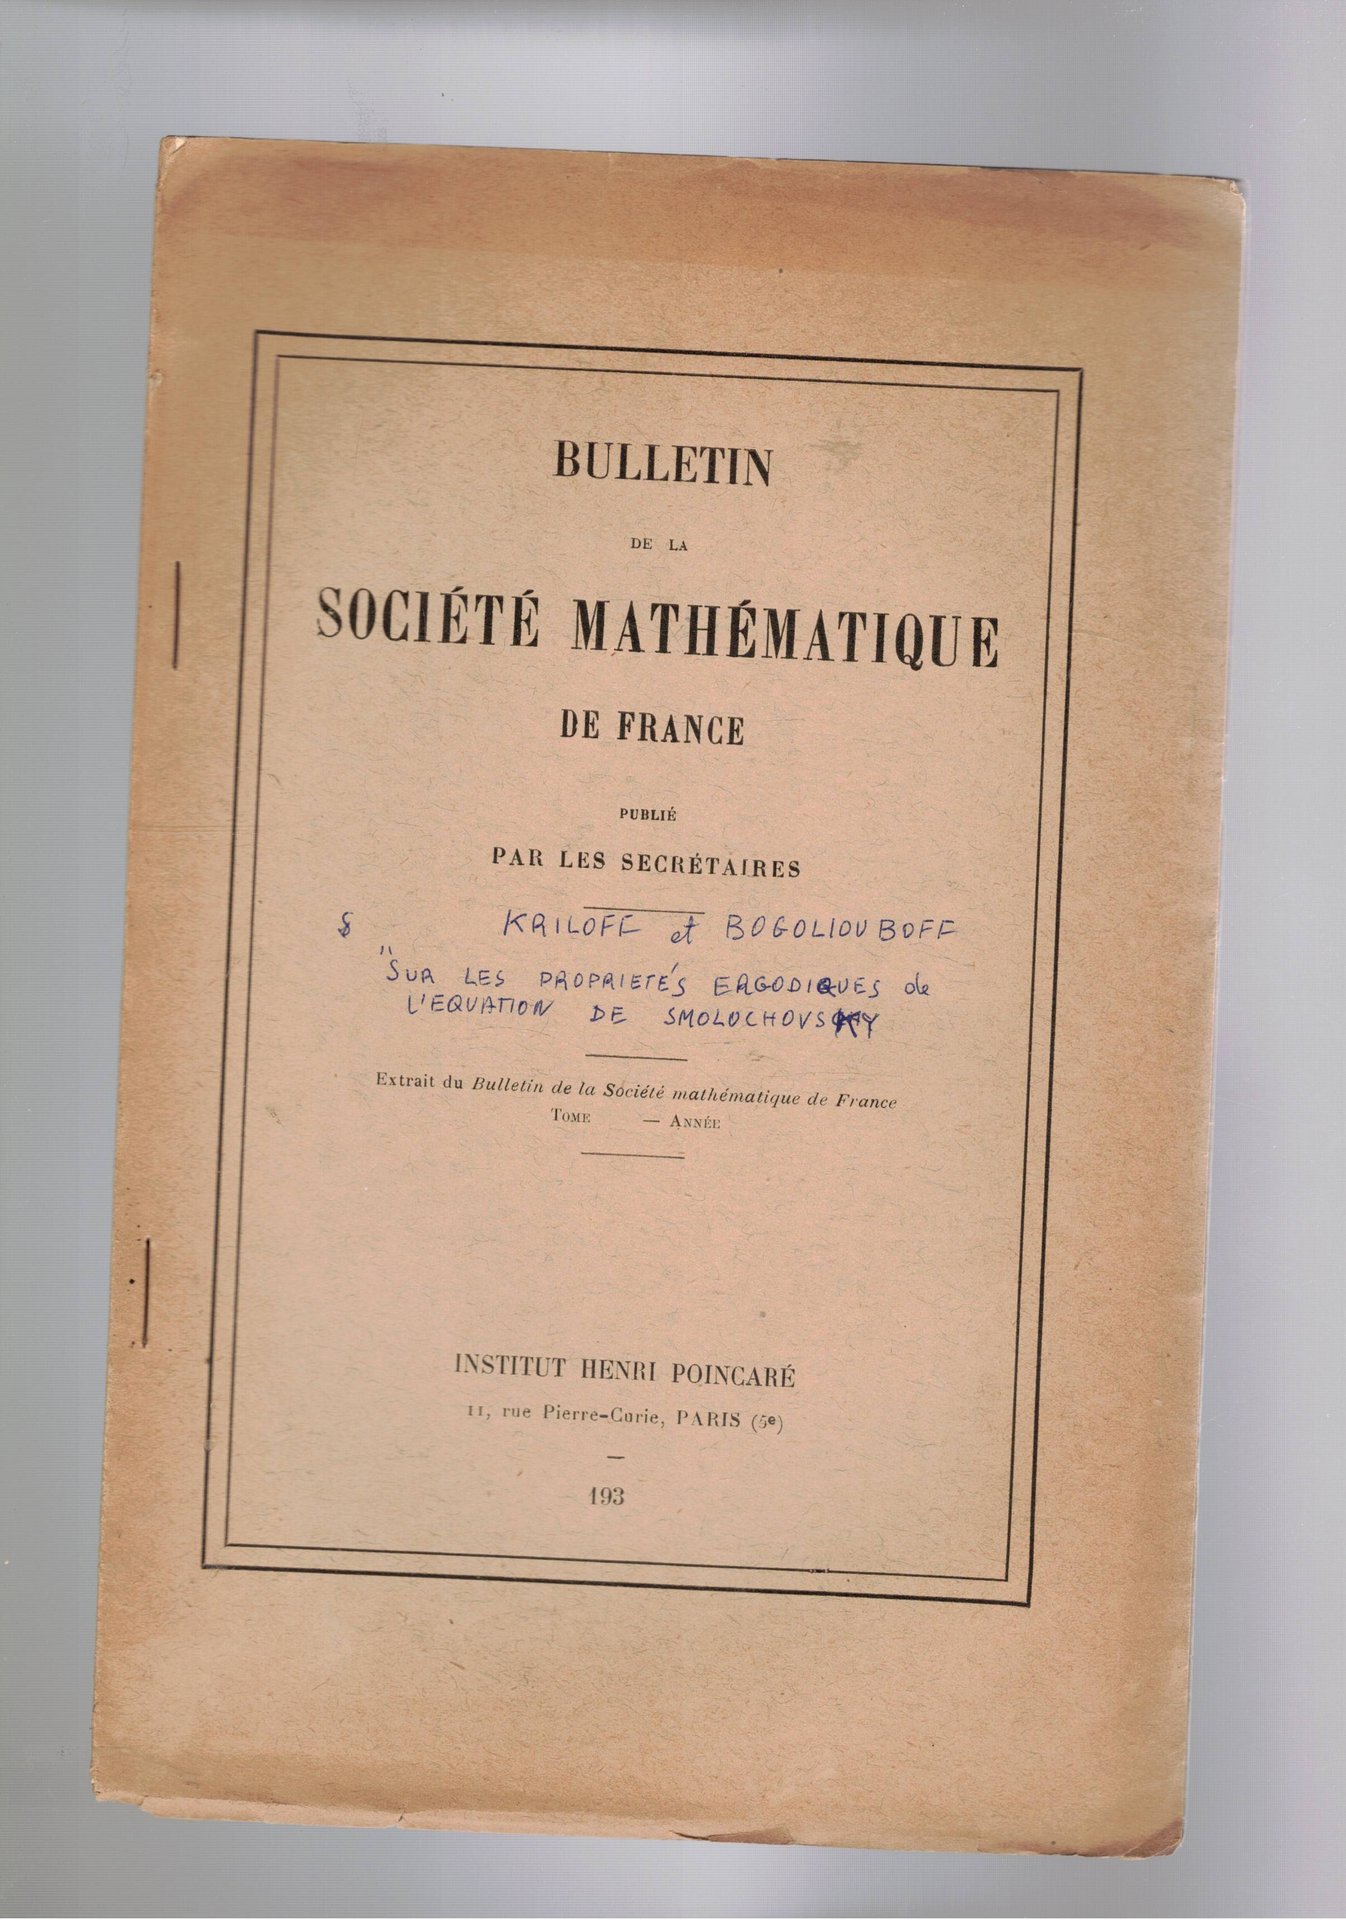 BULLETIN
DE LA
SOCIÉTÉ MATHÉMATIQUE
DE FRANCE
PUBLIÉ
PAR LES SECRÉTAIRES
KRILOFF et BOGOLIOUBOFF
"SUR LES PROPRIETÉS ERGODIQUES de
L'EQUATION DE SMOLUCHOVSKY
Extrait du Bulletin de la Société mathématique de France
TOME — ANNÉE
INSTITUT HENRI POINCARÉ
11, rue Pierre-Curie, PARIS (5e)
193